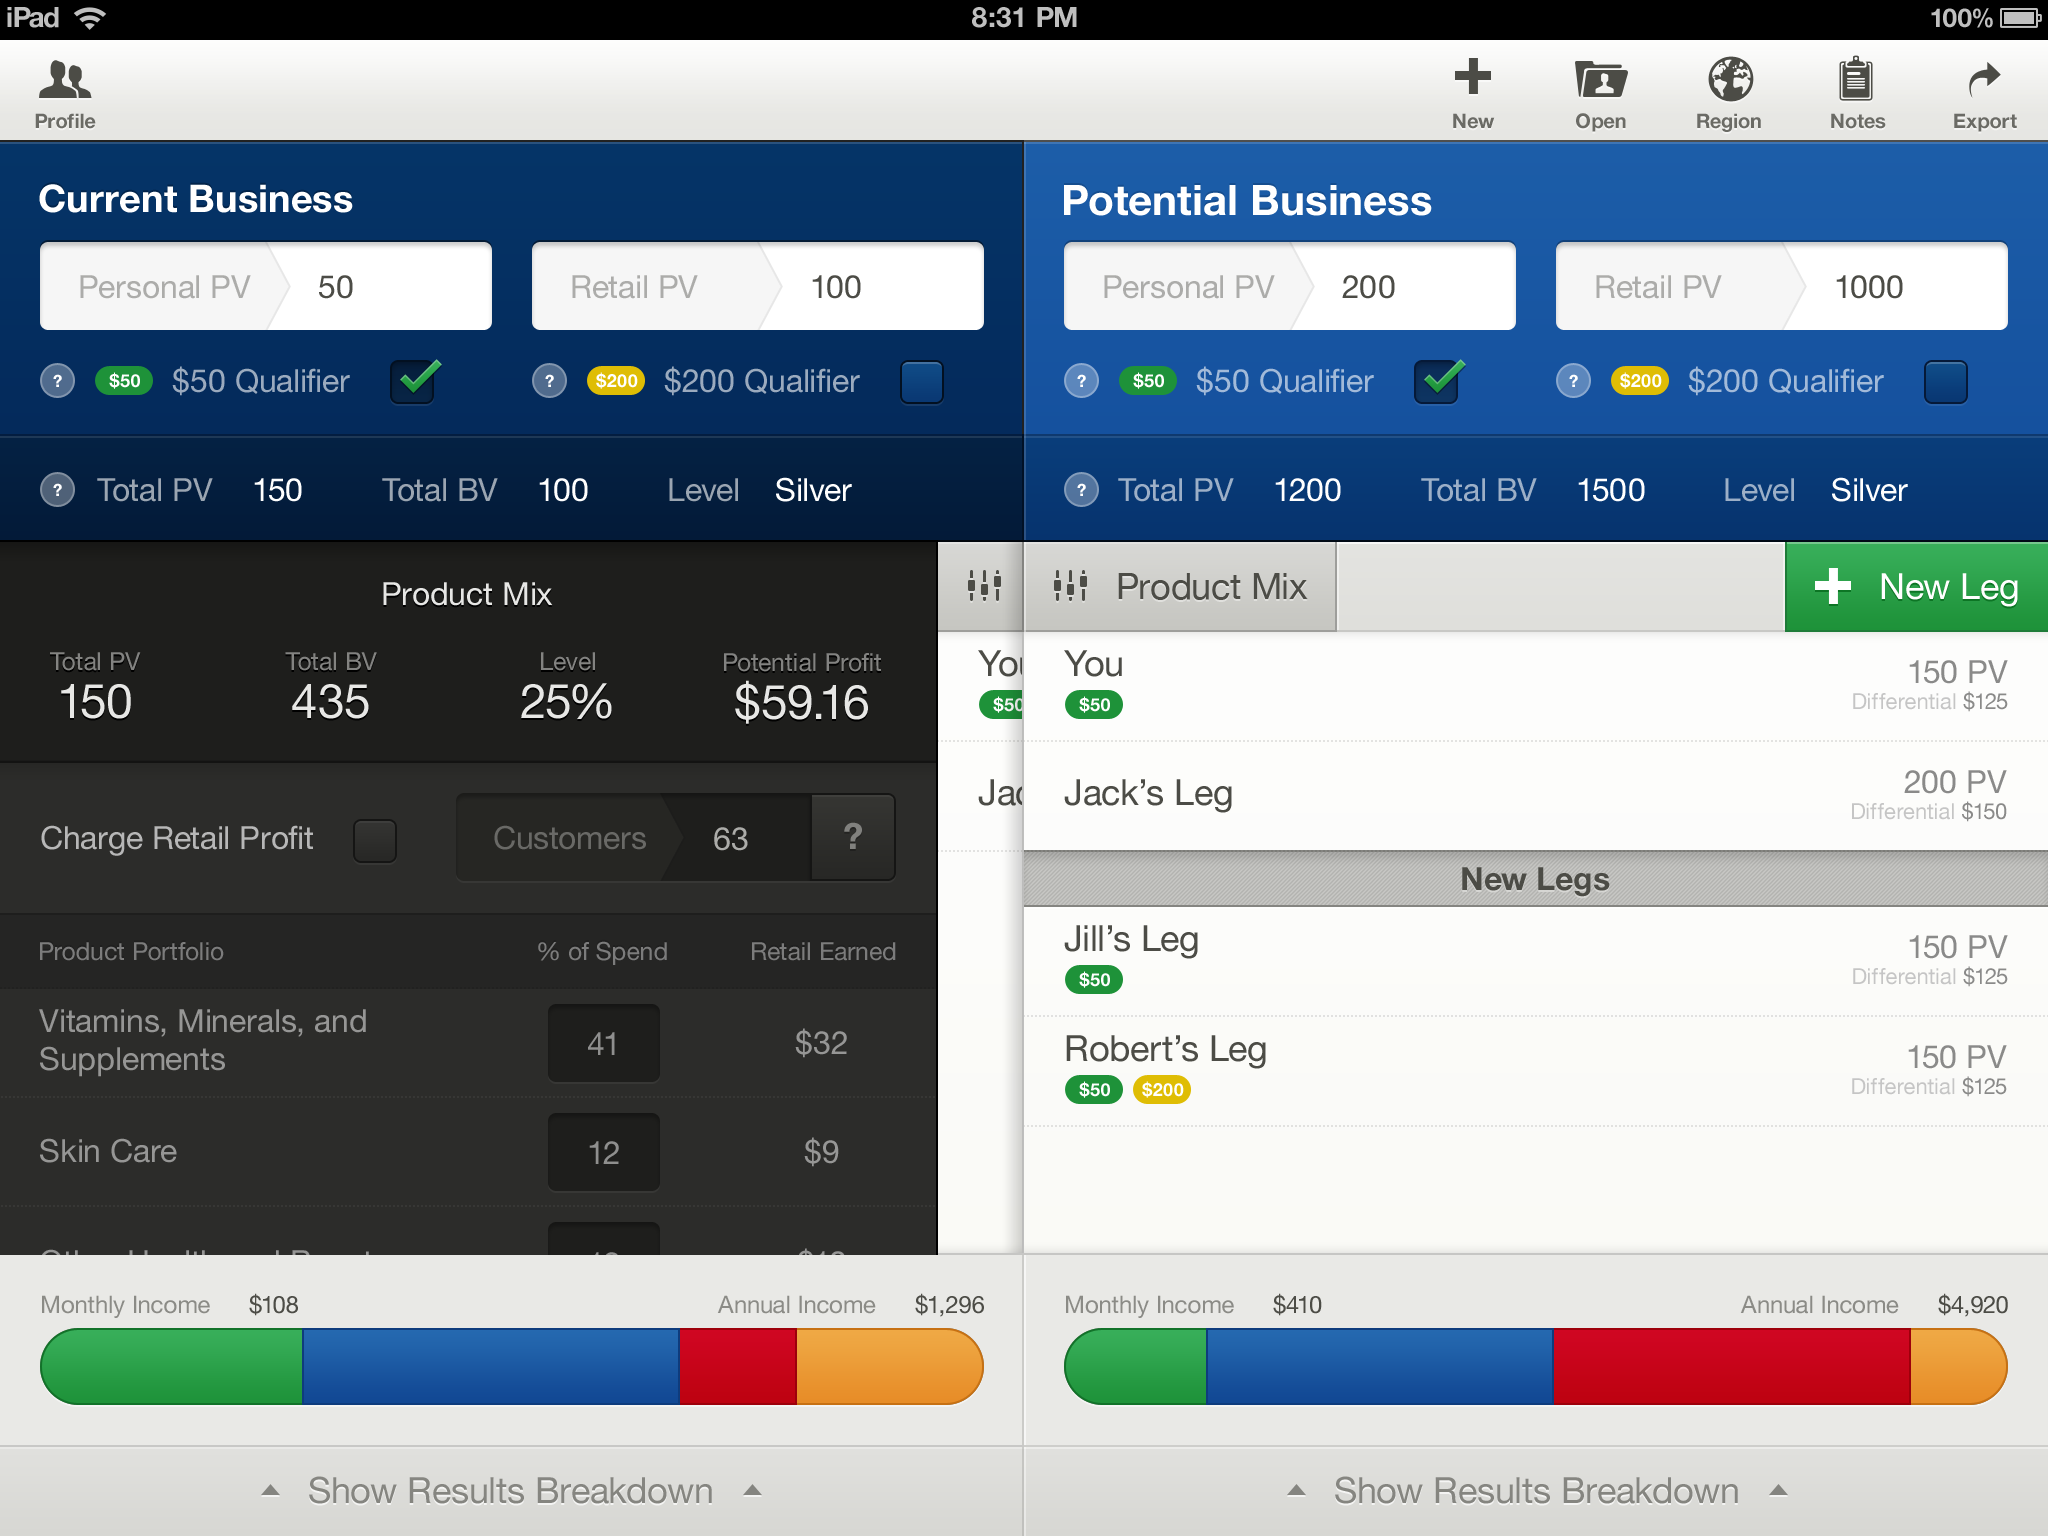 iPad 8:31 PM 100%
Profile New Open Region Notes Export
Current Business
Personal PV 50 Retail PV 100
? $50 $50 Qualifier ? $200 $200 Qualifier
? Total PV 150 Total BV 100 Level Silver
Potential Business
Personal PV 200 Retail PV 1000
? $50 $50 Qualifier ? $200 $200 Qualifier
? Total PV 1200 Total BV 1500 Level Silver
Product Mix
Total PV Total BV Level Potential Profit
150 435 25% $59.16
Charge Retail Profit Customers 63 ?
Product Portfolio % of Spend Retail Earned
Vitamins, Minerals, and
Supplements 41 $32
Skin Care 12 $9
You
$50
Jac
Product Mix New Leg
You 150 PV
$50 Differential $125
Jack's Leg 200 PV
Differential $150
New Legs
Jill's Leg 150 PV
$50 Differential $125
Robert's Leg 150 PV
$50 $200 Differential $125
Monthly Income $108 Annual Income $1,296
Show Results Breakdown
Monthly Income $410 Annual Income $4,920
Show Results Breakdown